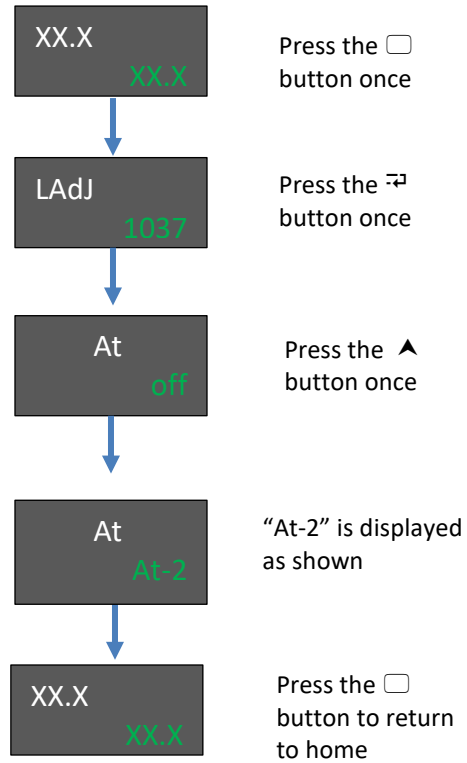 XX.X
XX.X
Press the
button once
LAdJ
1037
Press the
button once
At
off
Press the
button once
At
At-2
“At-2” is displayed
as shown
XX.X
XX.X
Press the
button to return
to home